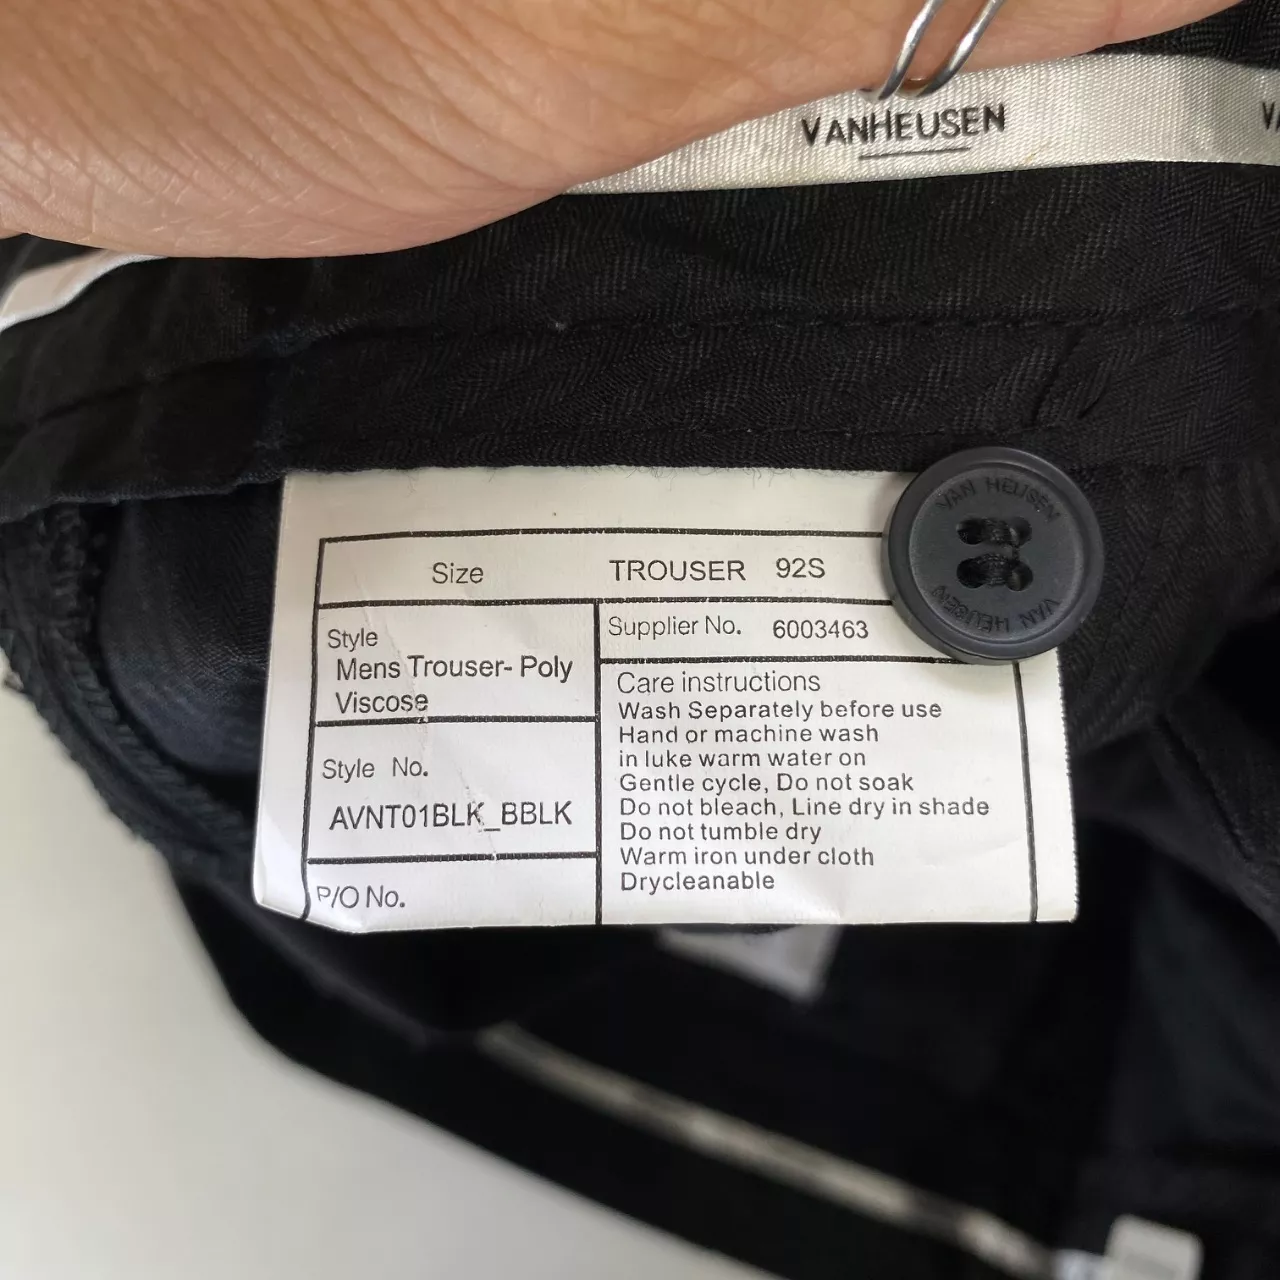 VANHEUSEN
VAN HEUSEN
VAN HEUSEN
Size TROUSER 92S
Style
Mens Trouser- Poly
Viscose
Style No.
AVNT01BLK_BBLK
P/O No.
Supplier No. 6003463
Care instructions
Wash Separately before use
Hand or machine wash
in luke warm water on
Gentle cycle, Do not soak
Do not bleach, Line dry in shade
Do not tumble dry
Warm iron under cloth
Drycleanable